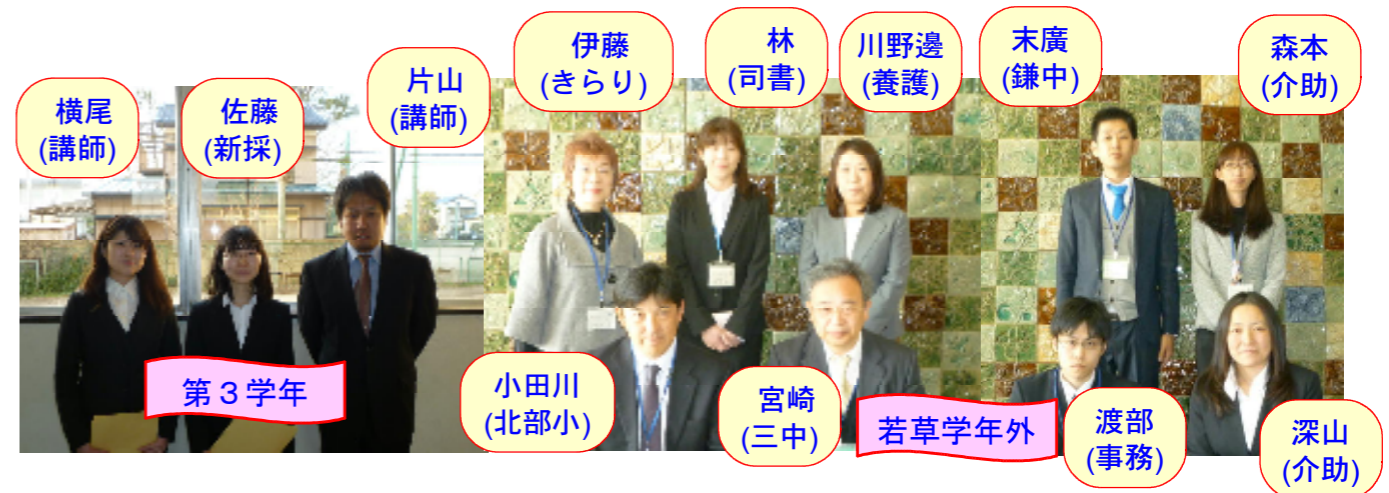 横尾
(講師)
佐藤
(新採)
片山
(講師)
伊藤
(きらり)
林
(司書)
川野邊
(養護)
末廣
(鎌中)
森本
(介助)
第３学年
小田川
(北部小)
宮崎
(三中)
若草学年外
渡部
(事務)
深山
(介助)